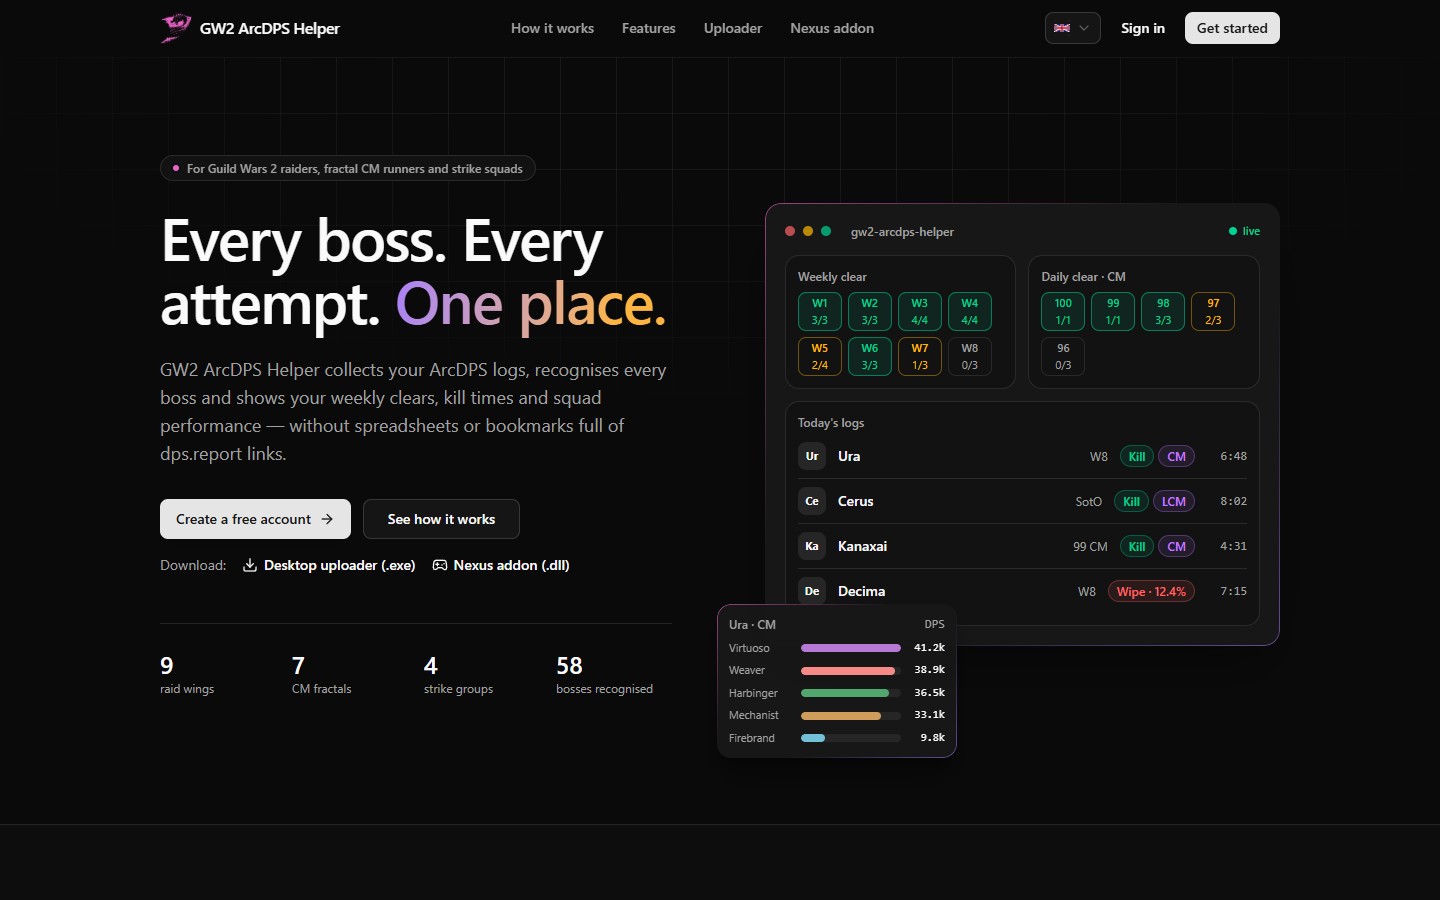 GW2 ArcDPS Helper
How it works
Features
Uploader
Nexus addon
Sign in
Get started
For Guild Wars 2 raiders, fractal CM runners and strike squads
Every boss. Every
attempt. One place.
GW2 ArcDPS Helper collects your ArcDPS logs, recognises every
boss and shows your weekly clears, kill times and squad
performance — without spreadsheets or bookmarks full of
dps.report links.
Create a free account
See how it works
Download:
Desktop uploader (.exe)
Nexus addon (.dll)
9
raid wings
7
CM fractals
4
strike groups
58
bosses recognised
gw2-arcdps-helper
live
Weekly clear
W1
3/3
W2
3/3
W3
4/4
W4
4/4
W5
2/4
W6
3/3
W7
1/3
W8
0/3
Daily clear · CM
100
1/1
99
1/1
98
3/3
97
2/3
96
0/3
Today's logs
Ur Ura W8 Kill CM 6:48
Ce Cerus SotO Kill LCM 8:02
Ka Kanaxai 99 CM Kill CM 4:31
De Decima W8 Wipe · 12.4% 7:15
Ura · CM DPS
Virtuoso 41.2k
Weaver 38.9k
Harbinger 36.5k
Mechanist 33.1k
Firebrand 9.8k